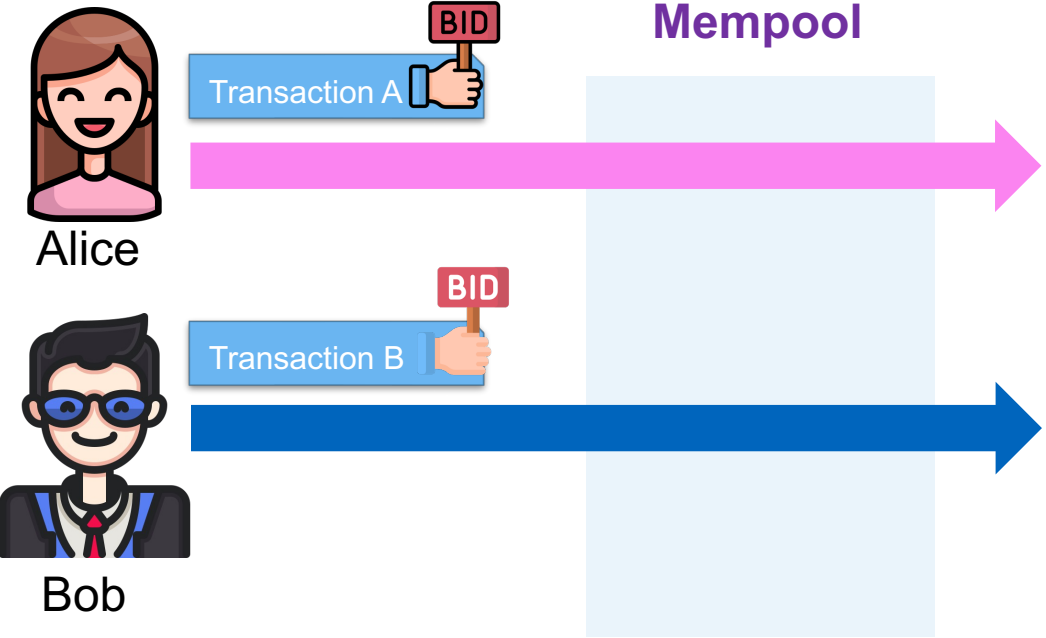 BID
Mempool
Transaction A
Alice
BID
Transaction B
Bob